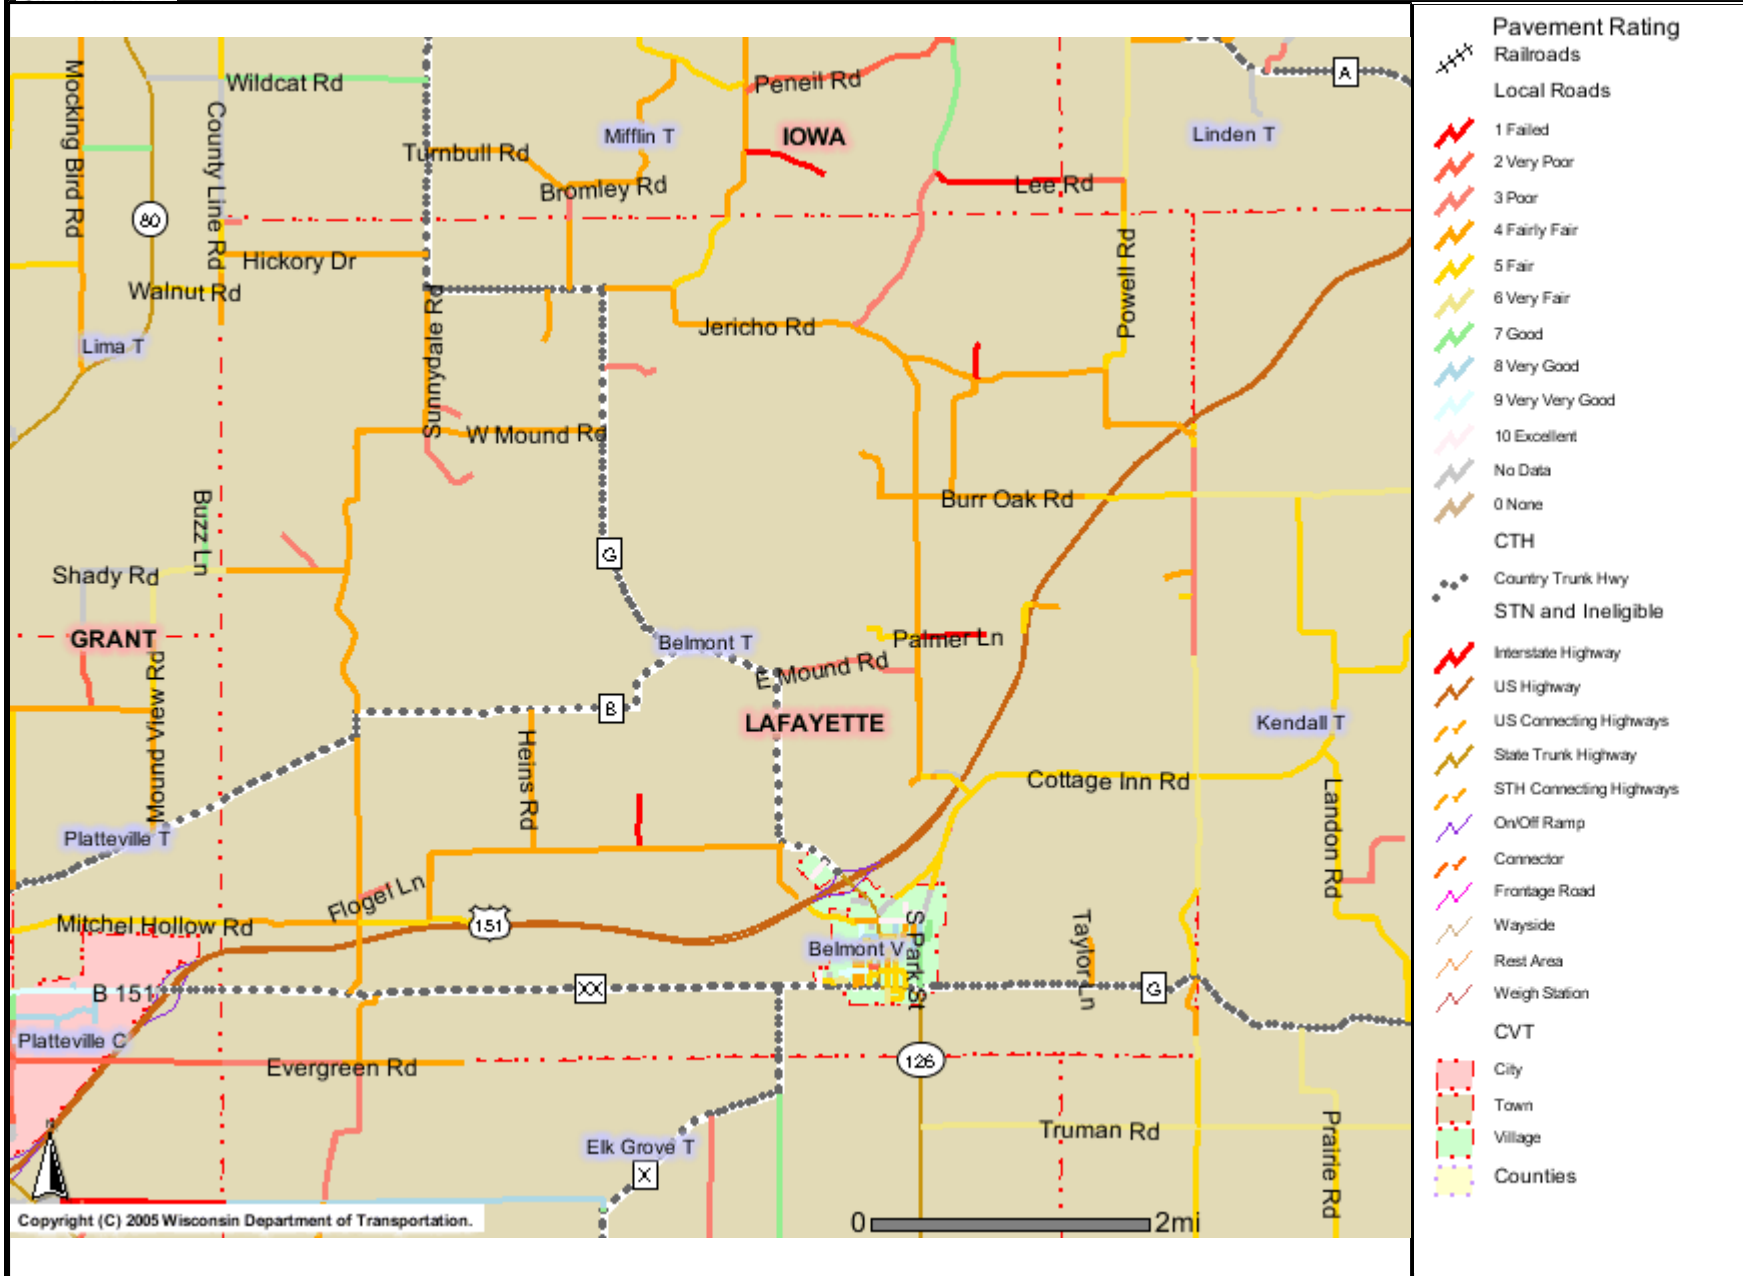 Mocking Bird Rd
Wildcat Rd
County Line Rd
80
Turnbull Rd
Mifflin T
Bromley Rd
Peneil Rd
IOWA
Lee Rd
Linden T
A
Hickory Dr
Walnut Rd
Lima T
Sunnydale Rd
Jericho Rd
Powell Rd
W Mound Rd
Burr Oak Rd
Buzz Ln
Shady Rd
G
GRANT
Mound View Rd
Belmont T
E Mound Rd
Palmer Ln
B
LAFAYETTE
Kendall T
Heins Rd
Cottage Inn Rd
Landon Rd
Platteville T
Flogef Ln
Mitchel Hollow Rd
151
Belmont V
S Park St
Taylor Ln
B 151
XX
G
Platteville C
Evergreen Rd
126
Truman Rd
Prairie Rd
Elk Grove T
X
n
Copyright (C) 2005 Wisconsin Department of Transportation.
0 2mi
Pavement Rating
Railroads
Local Roads
1 Failed
2 Very Poor
3 Poor
4 Fairly Fair
5 Fair
6 Very Fair
7 Good
8 Very Good
9 Very Very Good
10 Excellent
No Data
0 None
CTH
Country Trunk Hwy
STN and Ineligible
Interstate Highway
US Highway
US Connecting Highways
State Trunk Highway
STH Connecting Highways
On/Off Ramp
Connector
Frontage Road
Wayside
Rest Area
Weigh Station
CVT
City
Town
Village
Counties